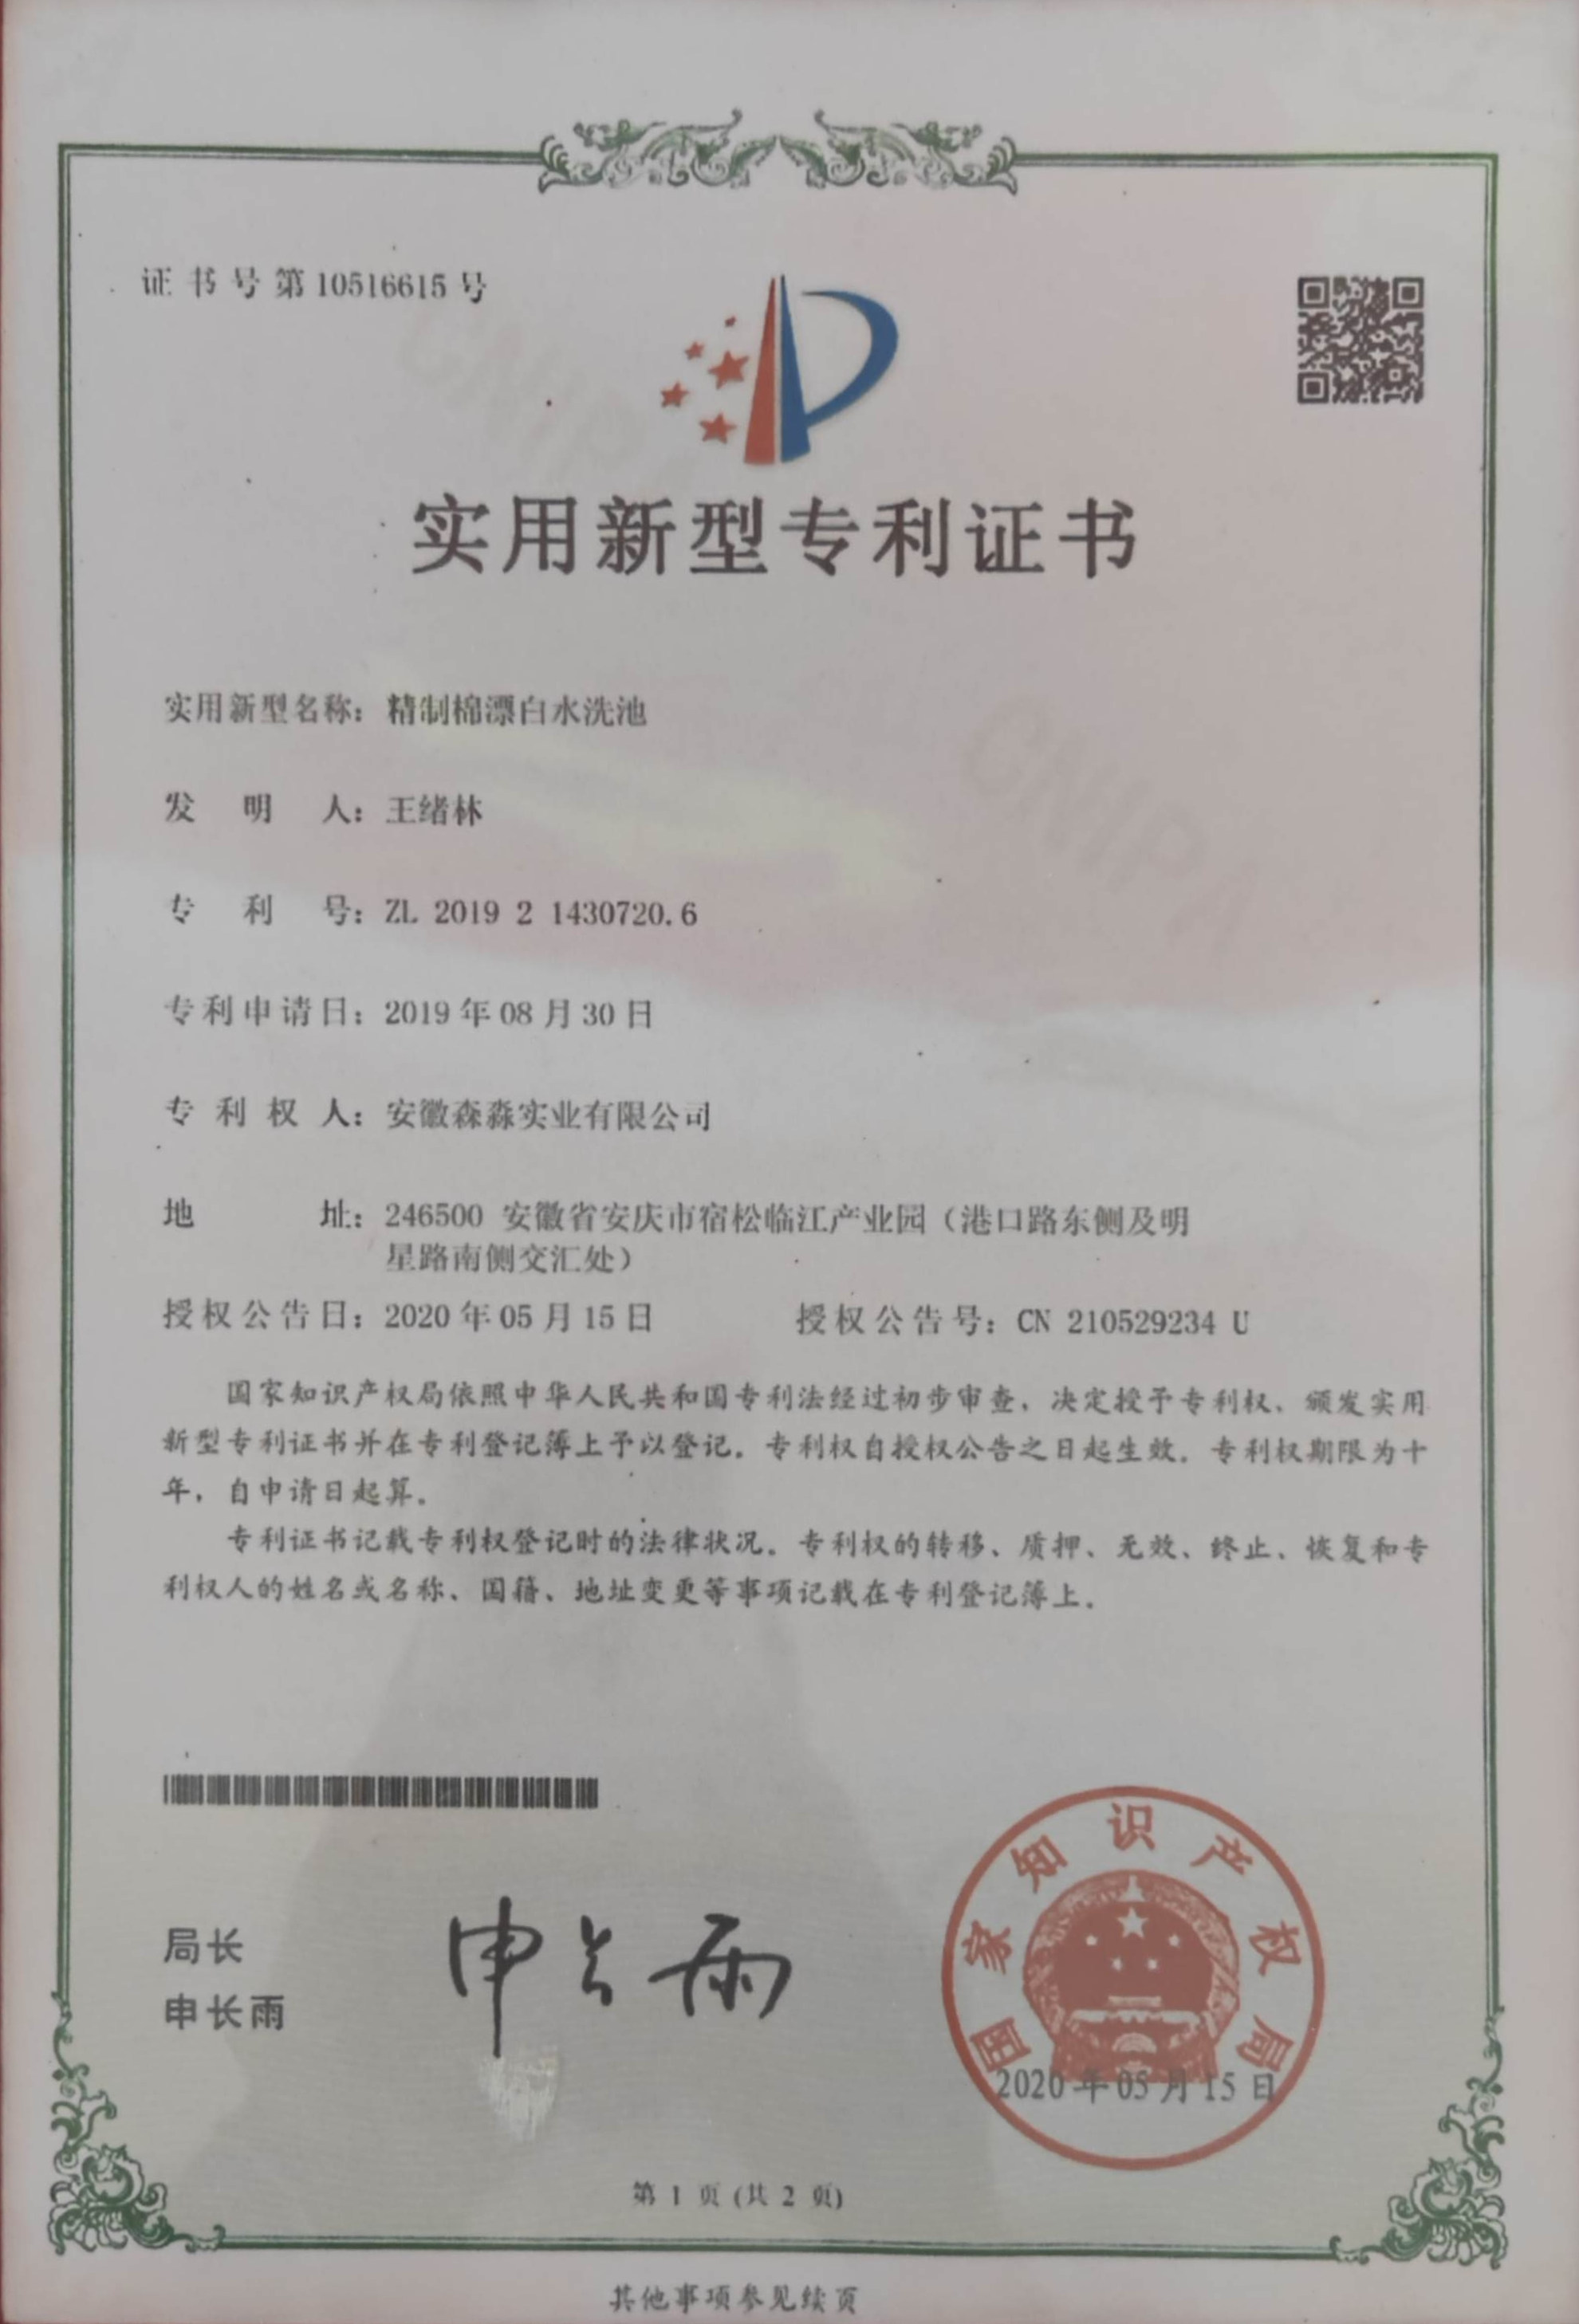 证书号第10516615号
实用新型专利证书
实用新型名称：精制棉漂白水洗池
发明人：王绪林
专利号：ZL 2019 2 1430720.6
专利申请日：2019年08月30日
专利权人：安徽森淼实业有限公司
地址：246500 安徽省安庆市宿松临江产业园（港口路东侧及明
星路南侧交汇处）
授权公告日：2020年05月15日 授权公告号：CN 210529234 U
国家知识产权局依照中华人民共和国专利法经过初步审查，决定授予专利权，颁发实用
新型专利证书并在专利登记簿上予以登记。专利权自授权公告之日起生效。专利权期限为十
年，自申请日起算。
专利证书记载专利权登记时的法律状况。专利权的转移、质押、无效、终止、恢复和专
利权人的姓名或名称、国籍、地址变更等事项记载在专利登记簿上。
局长
申长雨
申长雨
国家知识产权局
2020年05月15日
第 1 页 (共 2 页)
其他事项参见续页
CNIPA
CNIPA